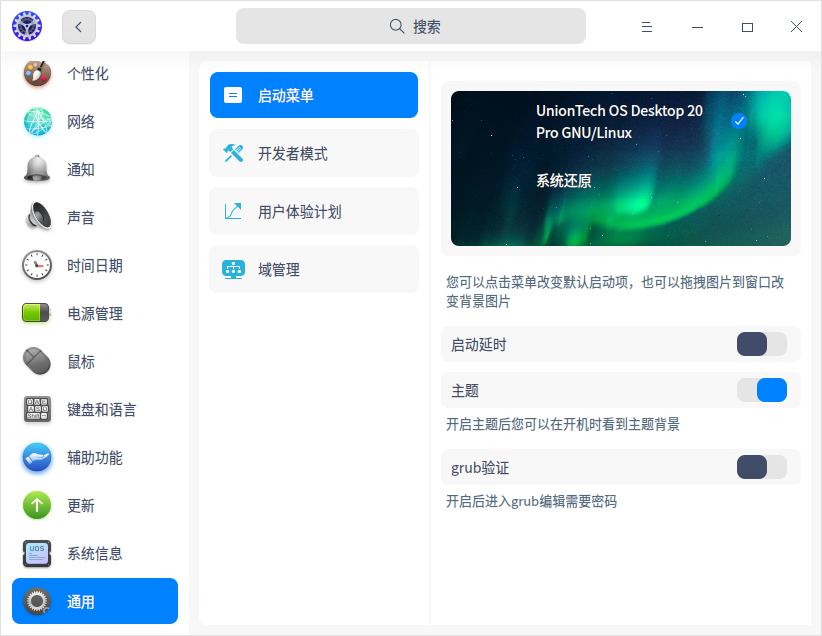 搜索
个性化
网络
通知
声音
时间日期
电源管理
鼠标
键盘和语言
辅助功能
更新
系统信息
通用
启动菜单
开发者模式
用户体验计划
域管理
UnionTech OS Desktop 20
Pro GNU/Linux
系统还原
您可以点击菜单改变默认启动项，也可以拖拽图片到窗口改
变背景图片
启动延时
主题
开启主题后您可以在开机时看到主题背景
grub验证
开启后进入grub编辑需要密码